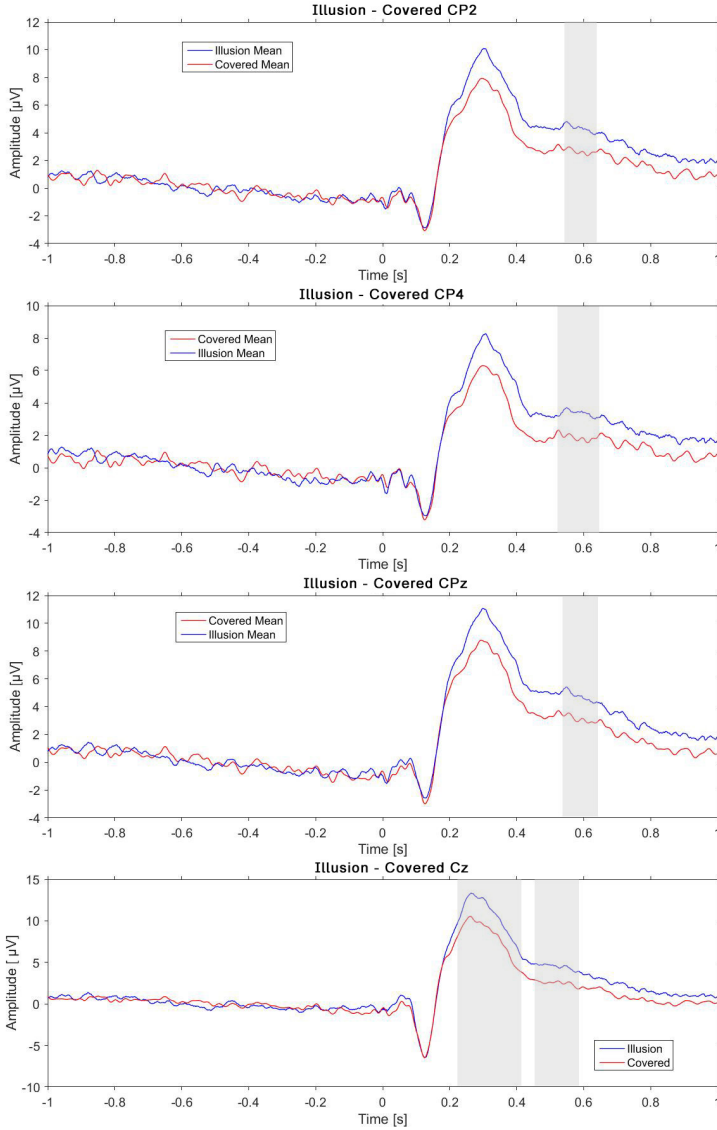 Illusion - Covered CP2
Amplitude [µV]
12
10
8
6
4
2
0
-2
-4
Illusion Mean
Covered Mean
-1 -0.8 -0.6 -0.4 -0.2 0 0.2 0.4 0.6 0.8 1
Time [s]
Illusion - Covered CP4
Amplitude [µV]
10
8
6
4
2
0
-2
-4
Covered Mean
Illusion Mean
-1 -0.8 -0.6 -0.4 -0.2 0 0.2 0.4 0.6 0.8 1
Time [s]
Illusion - Covered CPz
Amplitude [µV]
12
10
8
6
4
2
0
-2
-4
Covered Mean
Illusion Mean
-1 -0.8 -0.6 -0.4 -0.2 0 0.2 0.4 0.6 0.8 1
Time [s]
Illusion - Covered Cz
Amplitude [ µV]
15
10
5
0
-5
-10
Illusion
Covered
-1 -0.8 -0.6 -0.4 -0.2 0 0.2 0.4 0.6 0.8 1
Time [s]